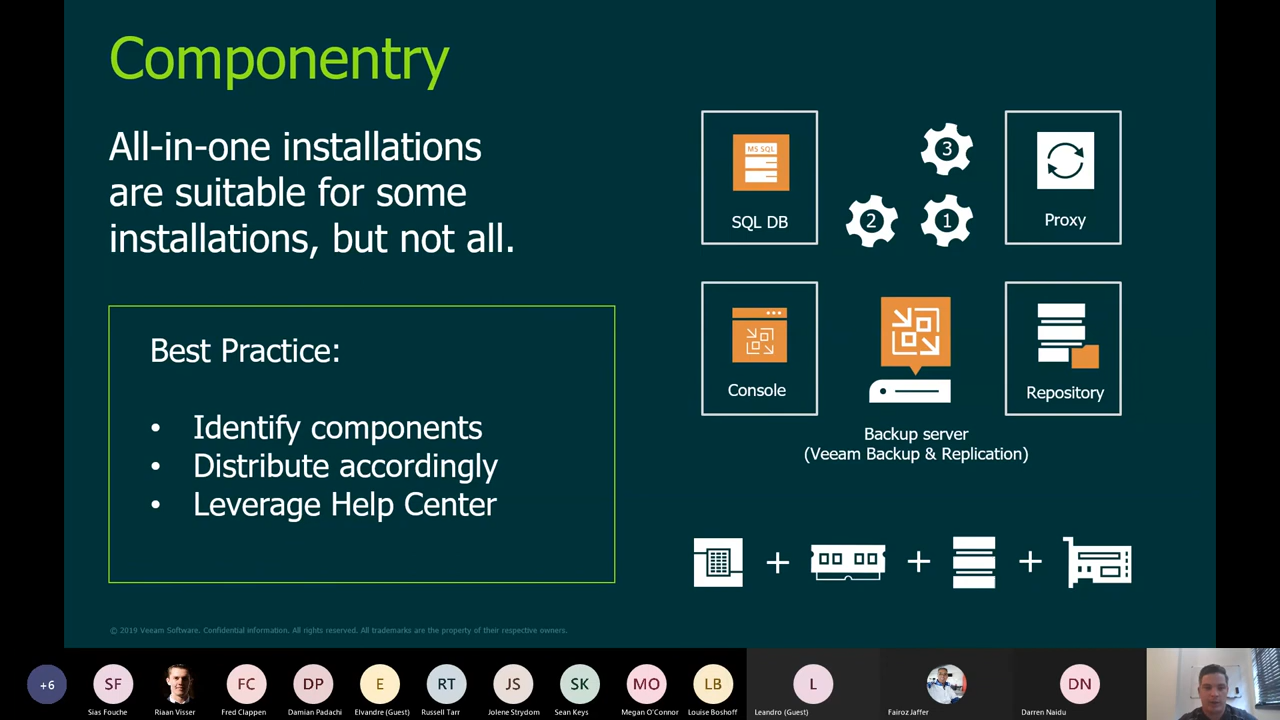 Componentry
All-in-one installations
are suitable for some
installations, but not all.
Best Practice:
• Identify components
• Distribute accordingly
• Leverage Help Center
MS SQL
SQL DB
3
2
1
Proxy
Console
Repository
Backup server
(Veeam Backup & Replication)
© 2019 Veeam Software. Confidential information. All rights reserved. All trademarks are the property of their respective owners.
+6
SF
FC
DP
E
RT
JS
SK
MO
LB
L
DN
Sias Fouche
Riaan Visser
Fred Clappen
Damian Padachi
Elvandre (Guest)
Russell Tarr
Jolene Strydom
Sean Keys
Megan O'Connor
Louise Boshoff
Leandro (Guest)
Fairoz Jaffer
Darren Naidu